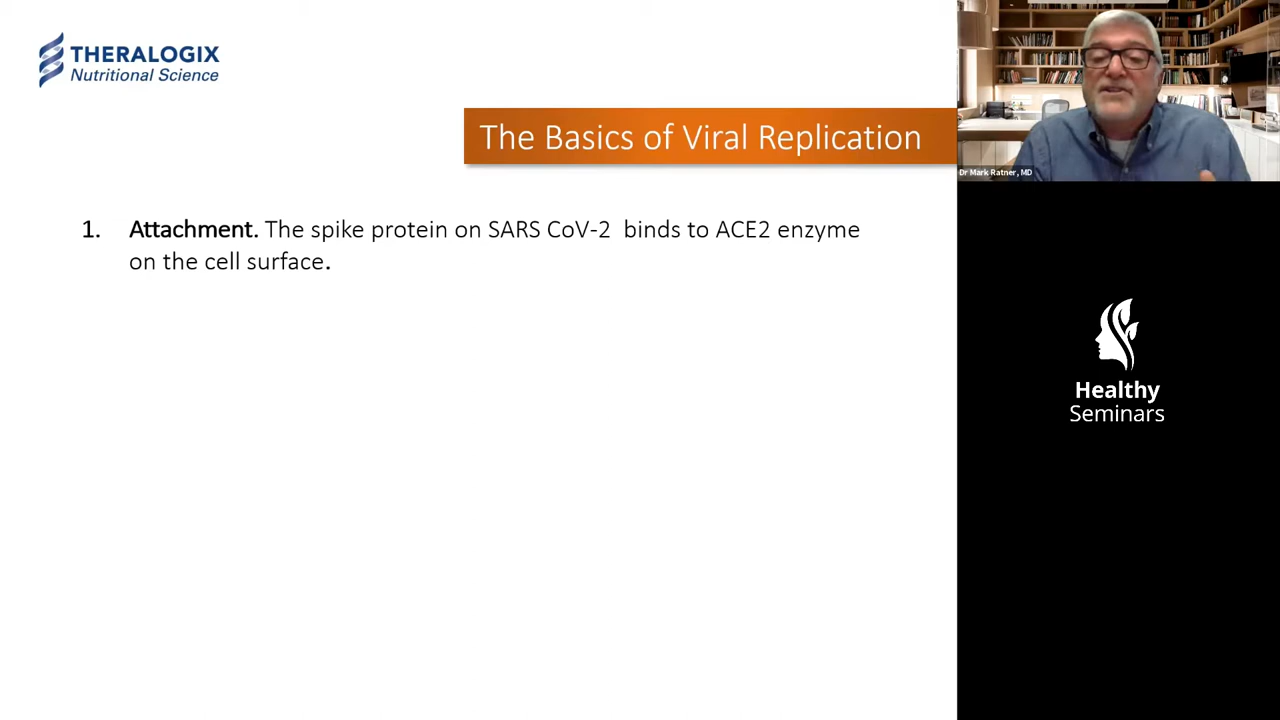 THERALOGIX
Nutritional Science
The Basics of Viral Replication
Dr Mark Ratner, MD
1. Attachment. The spike protein on SARS CoV-2  binds to ACE2 enzyme
on the cell surface.
Healthy
Seminars